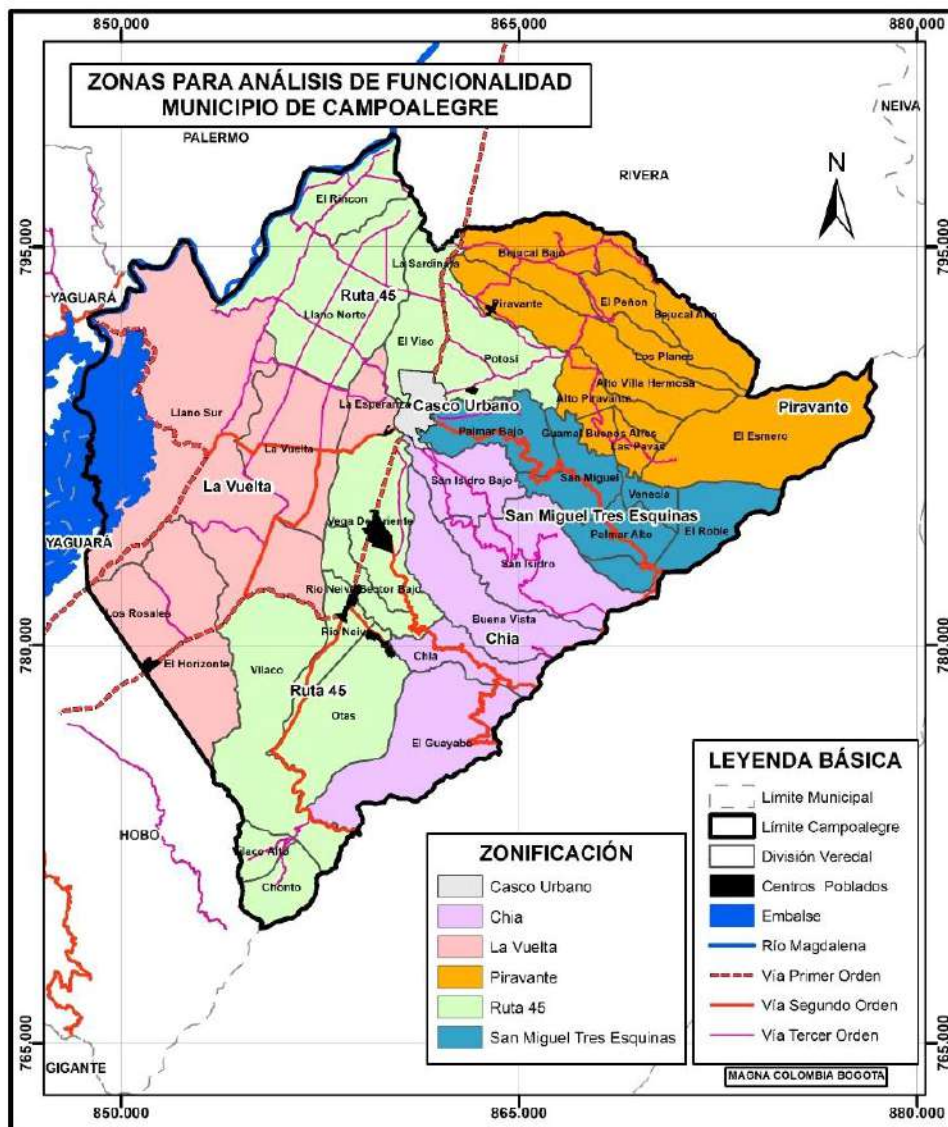 850.000
865.000
880.000
ZONAS PARA ANÁLISIS DE FUNCIONALIDAD
MUNICIPIO DE CAMPOALEGRE
NEIVA
PALERMO
RIVERA
N
El Rincon
795.000
795.000
Bejucal Bajo
La Sardinata
YAGUARÁ
Ruta 45
Piravante
El Peñon
Bejucal Alto
Llano Norte
El Viso
Potosi
Los Planes
Alto Villa Hermosa
Alto Piravante
La Esperanza
Casco Urbano
Piravante
Llano Sur
Palmar Bajo
Guamal
Buenos Aires
Las Pavas
El Esmero
La Vuelta
San Isidro Bajo
San Miguel
La Vuelta
Venecia
San Miguel Tres Esquinas
Vega De Oriente
Palmar Alto
El Roble
YAGUARÁ
San Isidro
Rio Neiva
Sector Bajo
Los Rosales
Buena Vista
Rio Neiva
Chia
780.000
780.000
Chia
El Horizonte
Vilaco
Ruta 45
Otas
El Guayabo
HOBO
Vilaco Alto
Chonto
ZONIFICACIÓN
Casco Urbano
Chia
La Vuelta
Piravante
Ruta 45
San Miguel Tres Esquinas
LEYENDA BÁSICA
Límite Municipal
Límite Campoalegre
División Veredal
Centros Poblados
Embalse
Río Magdalena
Vía Primer Orden
Vía Segundo Orden
Vía Tercer Orden
MAGNA COLOMBIA BOGOTA
765.000
765.000
GIGANTE
850.000
865.000
880.000